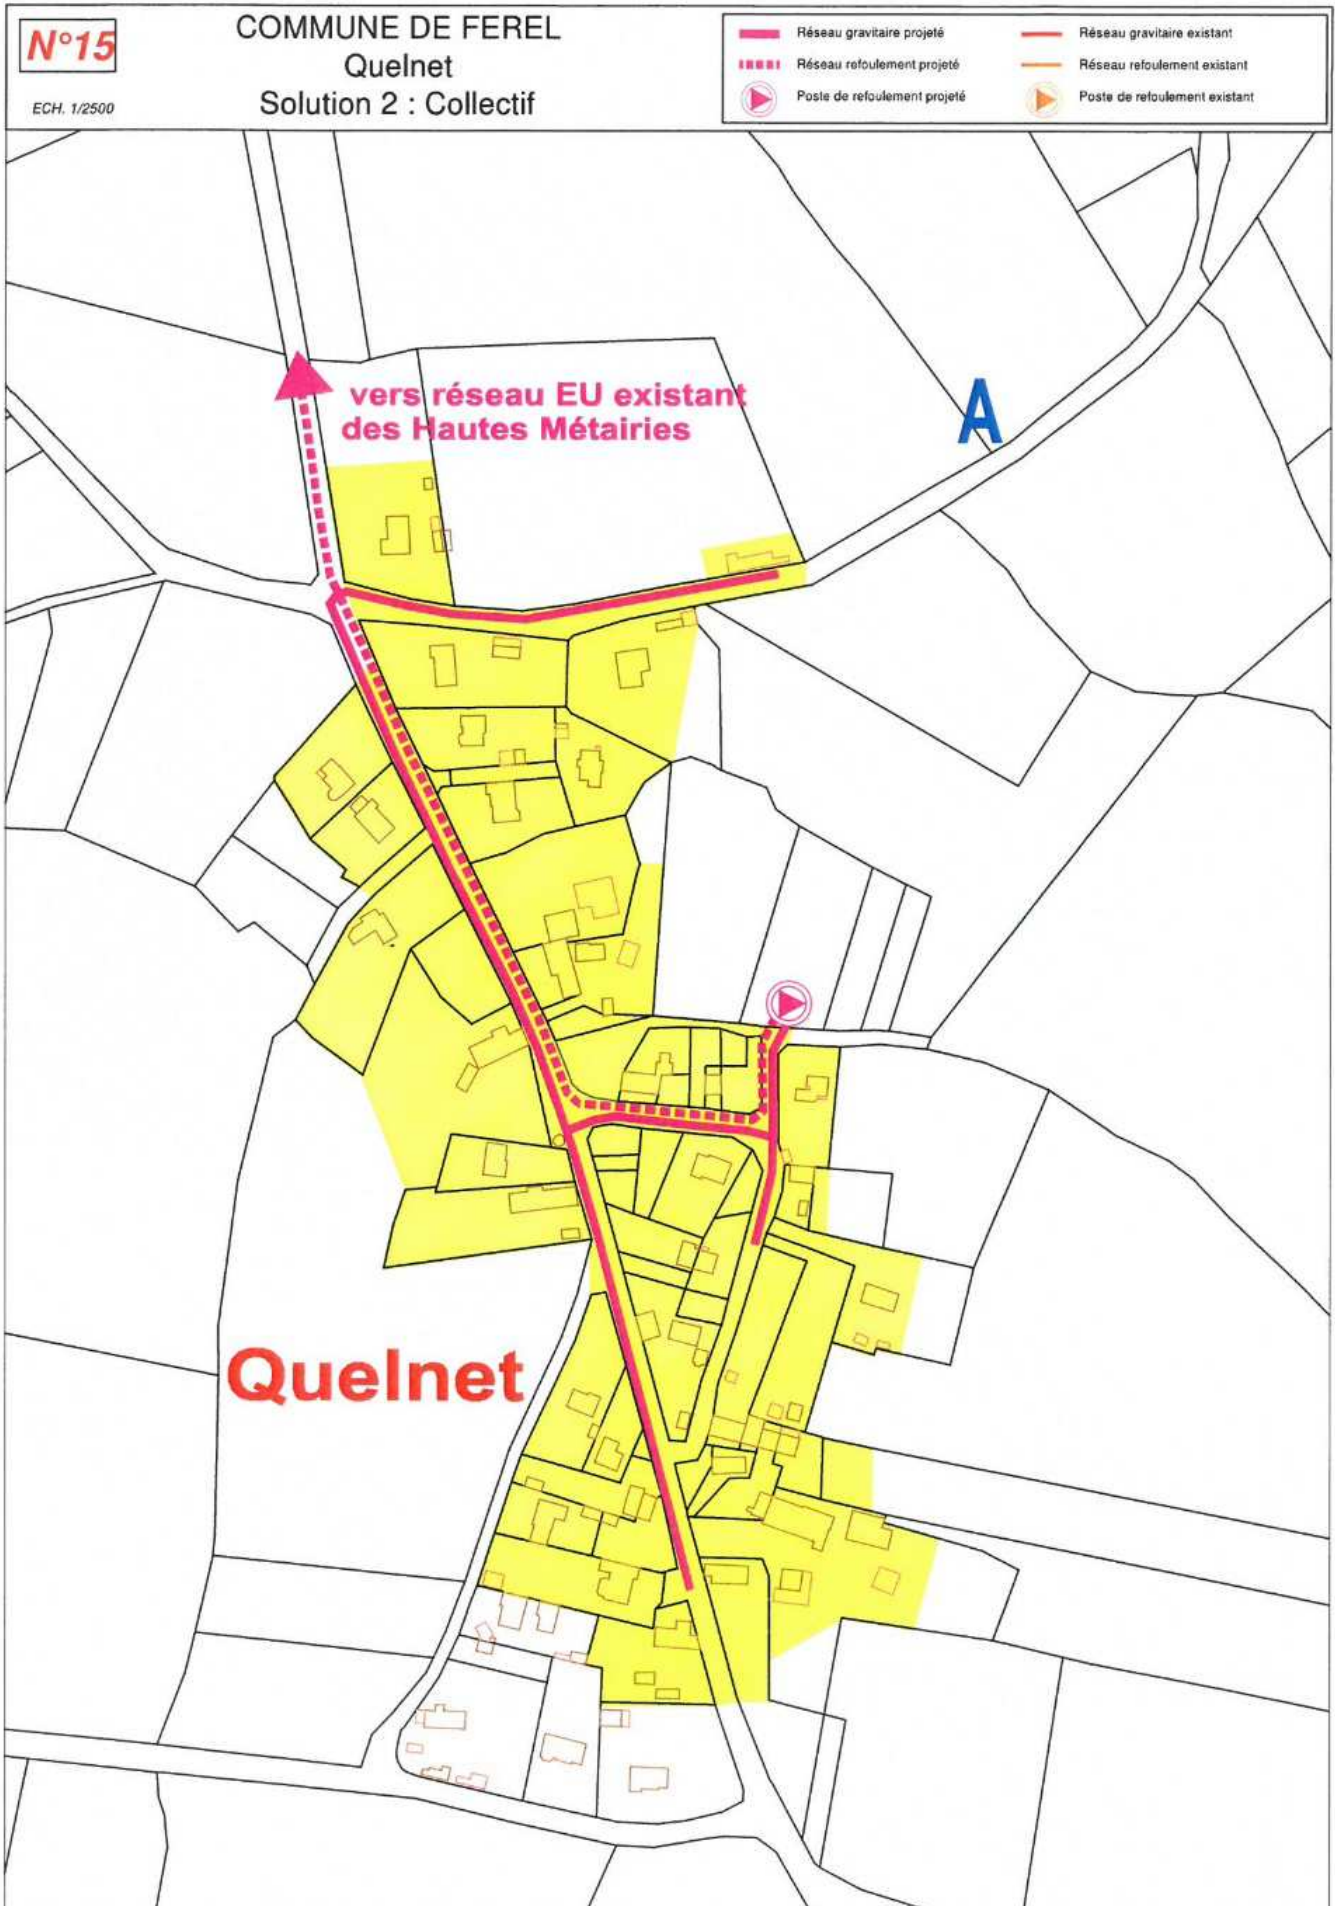 N°15
ECH. 1/2500
COMMUNE DE FEREL
Quelnet
Solution 2 : Collectif
Réseau gravitaire projeté
Réseau refoulement projeté
Poste de refoulement projeté
Réseau gravitaire existant
Réseau refoulement existant
Poste de refoulement existant
vers réseau EU existant
des Hautes Métairies
A
Quelnet